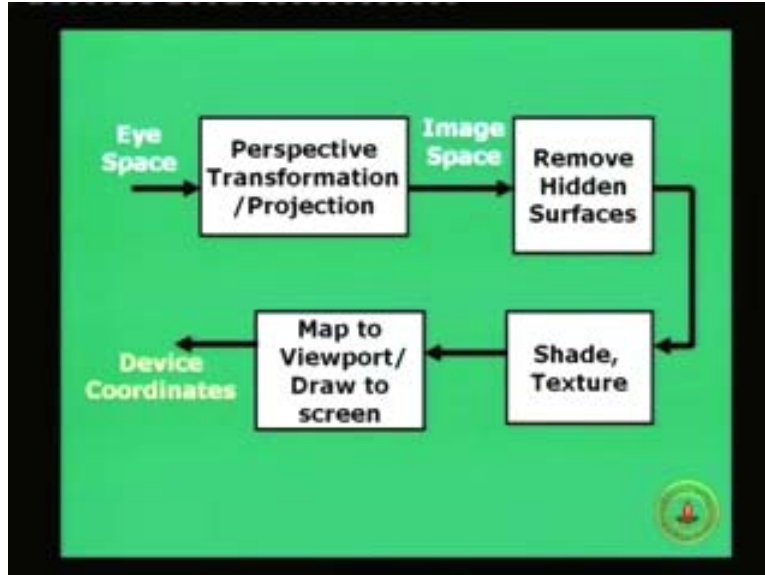 Eye
Space
Perspective
Transformation
/Projection
Image
Space
Remove
Hidden
Surfaces
Shade,
Texture
Map to
Viewport/
Draw to
screen
Device
Coordinates